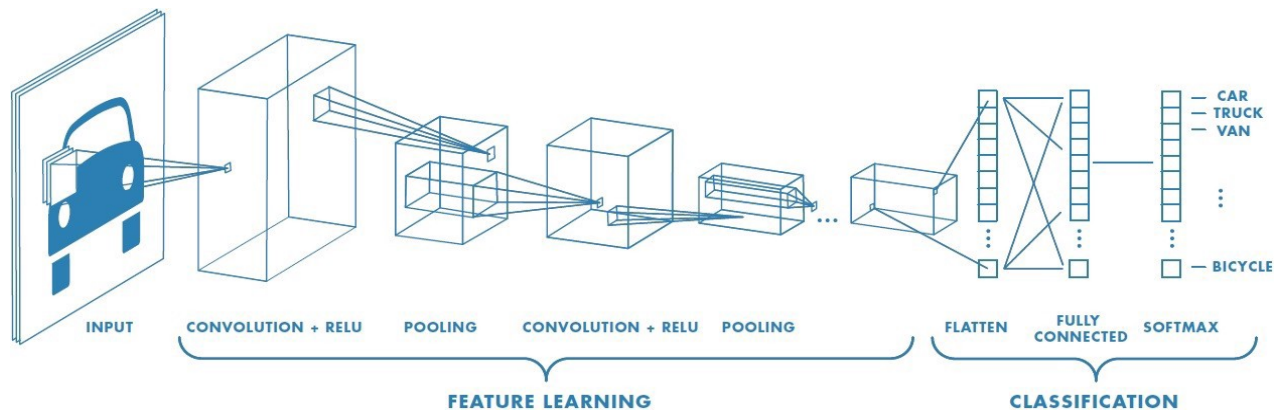 CAR
TRUCK
VAN
BICYCLE
INPUT
CONVOLUTION + RELU
POOLING
CONVOLUTION + RELU
POOLING
FLATTEN
FULLY
CONNECTED
SOFTMAX
FEATURE LEARNING
CLASSIFICATION